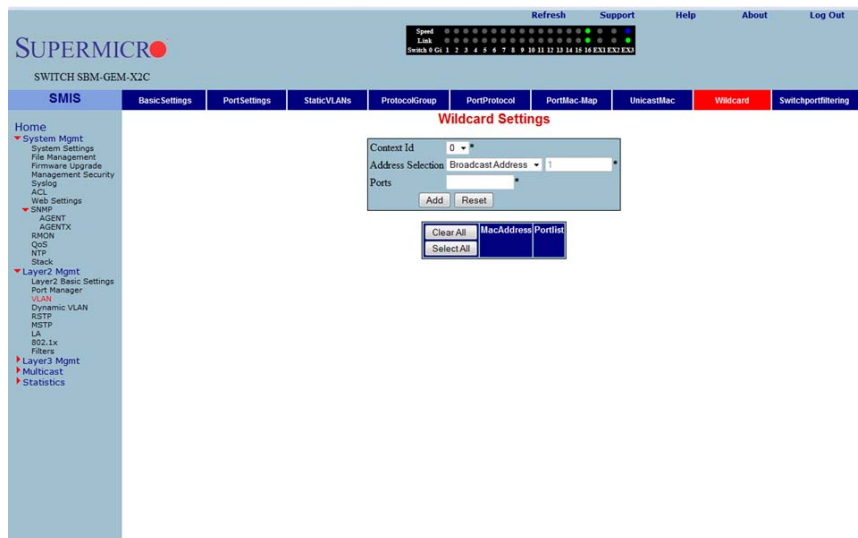 Refresh Support Help About Log Out
SUPERMICRO
SWITCH SBM-GEM-X2C
Speed
Link
Switch 0 Gi 1 2 3 4 5 6 7 8 9 10 11 12 13 14 15 16 EX1 EX2 EX3
SMIS
BasicSettings PortSettings StaticVLANs ProtocolGroup PortProtocol PortMac-Map UnicastMac Wildcard Switchportfiltering
Home
System Mgmt
System Settings
File Management
Firmware Upgrade
Management Security
Syslog
ACL
Web Settings
SNMP
AGENT
AGENTX
RMON
QoS
NTP
Stack
Layer2 Mgmt
Layer2 Basic Settings
Port Manager
VLAN
Dynamic VLAN
RSTP
MSTP
LA
802.1x
Filters
Layer3 Mgmt
Multicast
Statistics
Wildcard Settings
Context Id 0 *
Address Selection Broadcast Address 1 *
Ports *
Add Reset
Clear All MacAddress Portlist
Select All